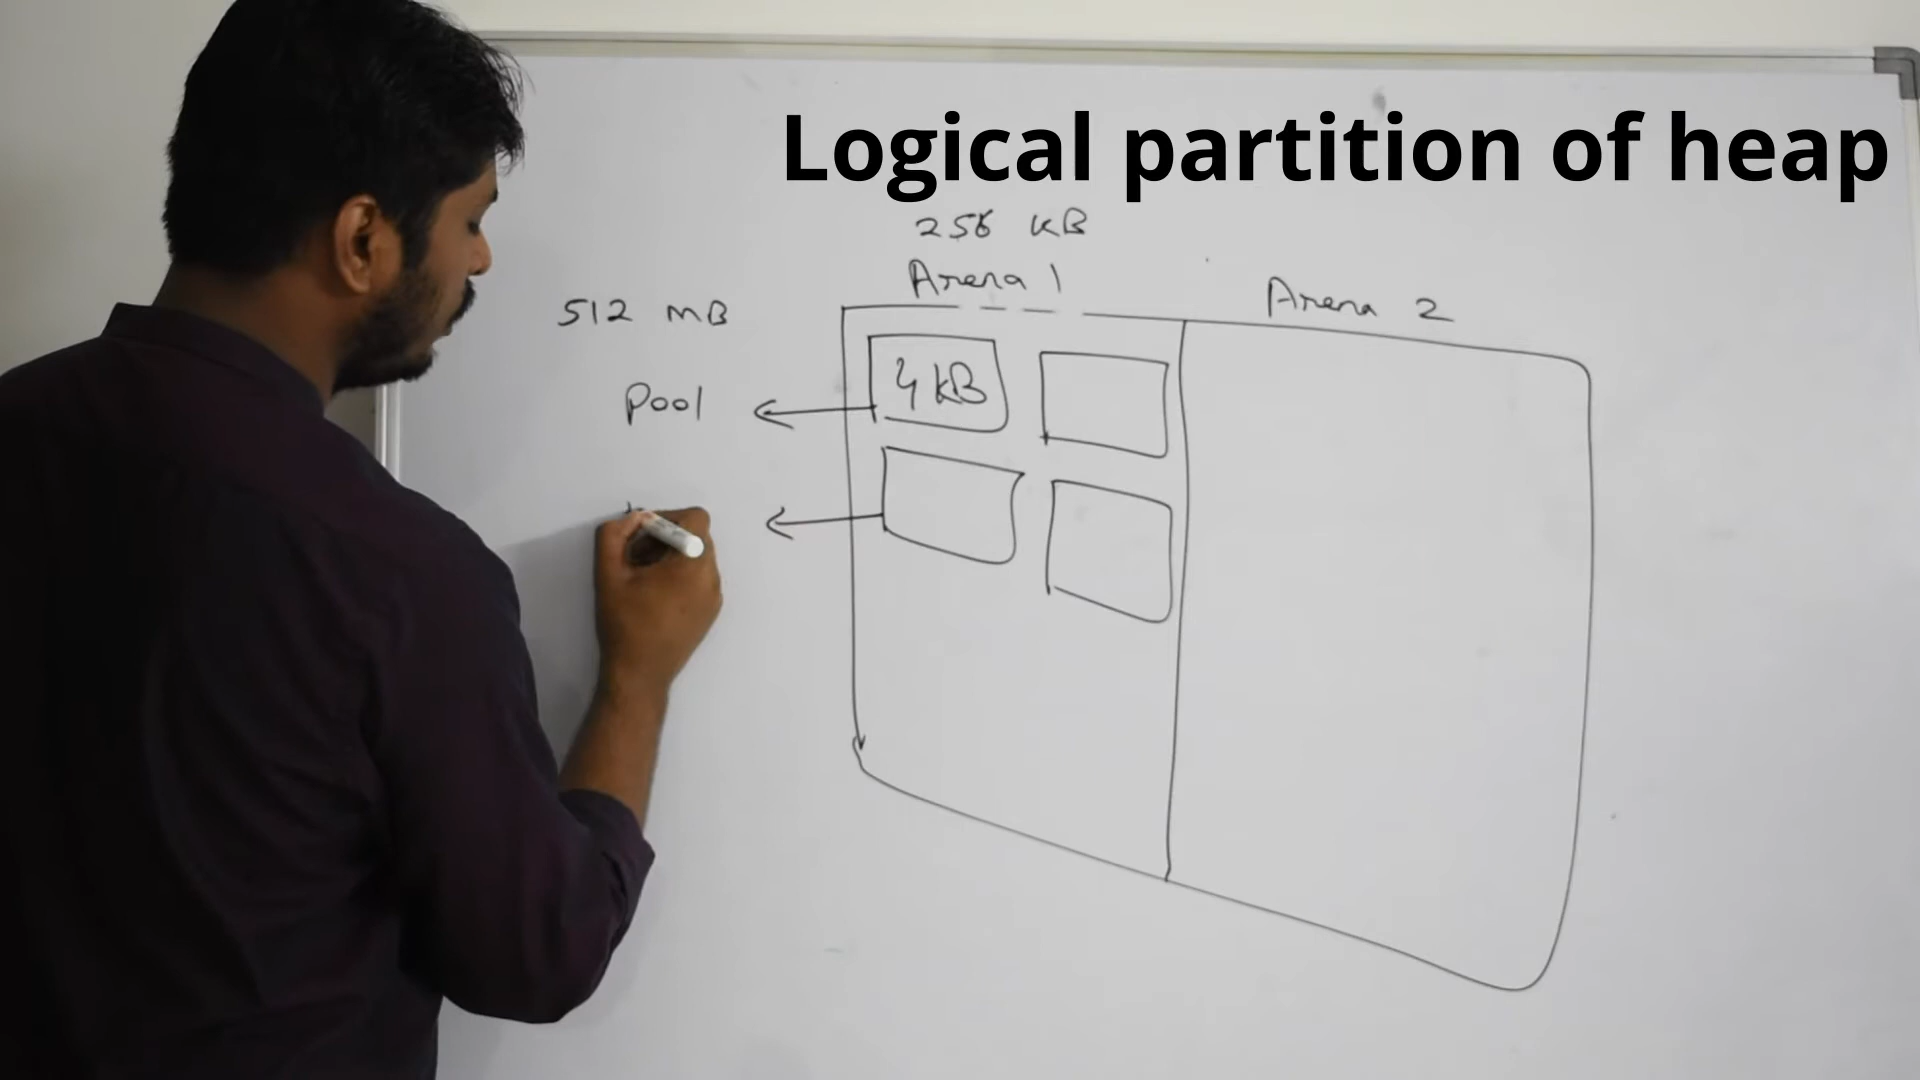 Logical partition of heap
256 KB
Arena 1
Arena 2
512 MB
4 KB
Pool